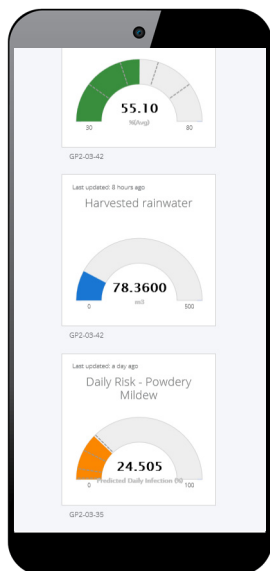 55.10
%(Avg)
30 80
GP2-03-42
Last updated: 8 hours ago
Harvested rainwater
78.3600
0 500
GP2-03-42
Last updated: a day ago
Daily Risk - Powdery
Mildew
24.505
Predicted Daily Infection
0 100
GP2-03-35